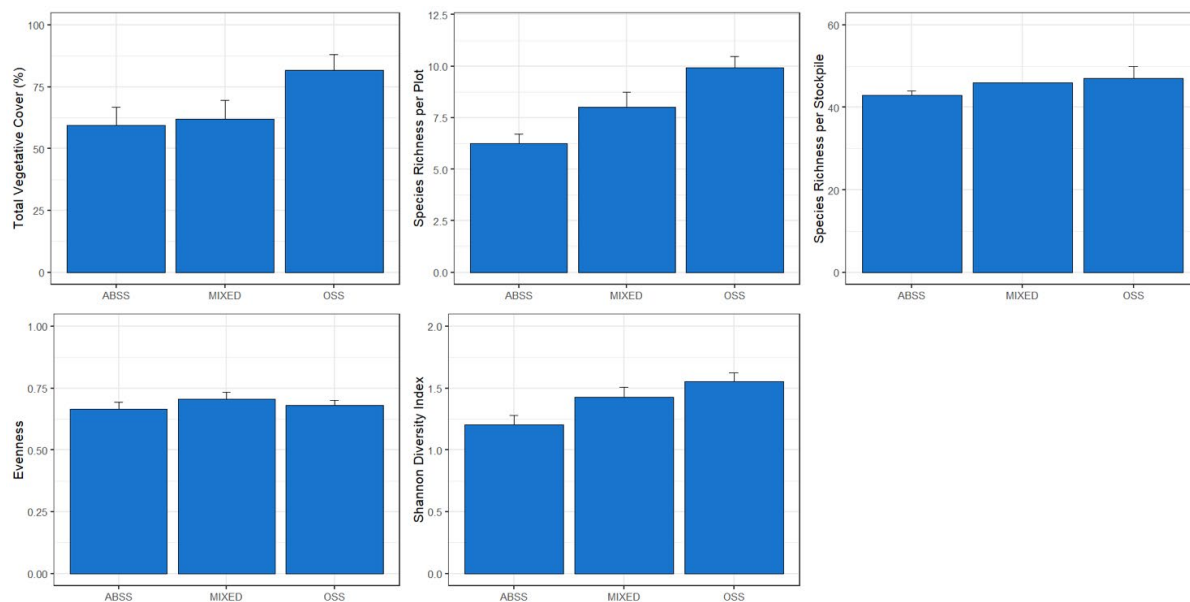 Total Vegetative Cover (%)
100
75
50
25
0
ABSS MIXED OSS
Species Richness per Plot
12.5
10.0
7.5
5.0
2.5
0.0
ABSS MIXED OSS
Species Richness per Stockpile
60
40
20
0
ABSS MIXED OSS
Evenness
1.00
0.75
0.50
0.25
0.00
ABSS MIXED OSS
Shannon Diversity Index
2.0
1.5
1.0
0.5
0.0
ABSS MIXED OSS